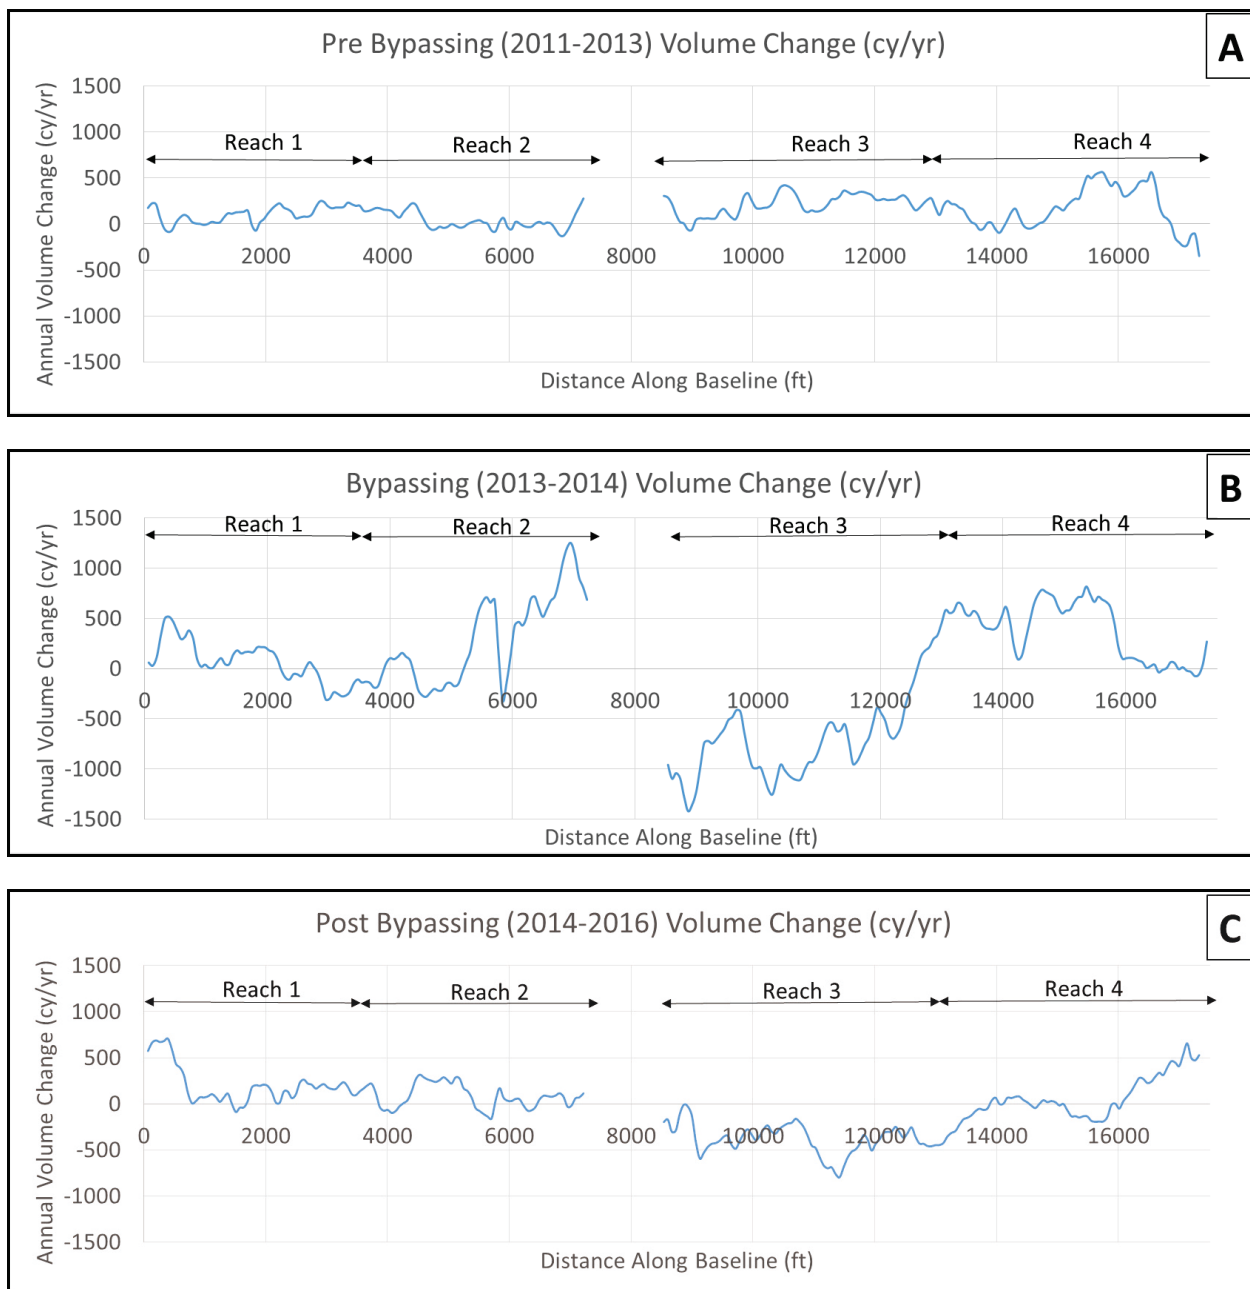 Pre Bypassing (2011-2013) Volume Change (cy/yr)
A
Annual Volume Change (cy/yr)
1500
1000
500
0
-500
-1000
-1500
Reach 1
Reach 2
Reach 3
Reach 4
0 2000 4000 6000 8000 10000 12000 14000 16000
Distance Along Baseline (ft)
Bypassing (2013-2014) Volume Change (cy/yr)
B
Annual Volume Change (cy/yr)
1500
1000
500
0
-500
-1000
-1500
Reach 1
Reach 2
Reach 3
Reach 4
0 2000 4000 6000 8000 10000 12000 14000 16000
Distance Along Baseline (ft)
Post Bypassing (2014-2016) Volume Change (cy/yr)
C
Annual Volume Change (cy/yr)
1500
1000
500
0
-500
-1000
-1500
Reach 1
Reach 2
Reach 3
Reach 4
0 2000 4000 6000 8000 10000 12000 14000 16000
Distance Along Baseline (ft)